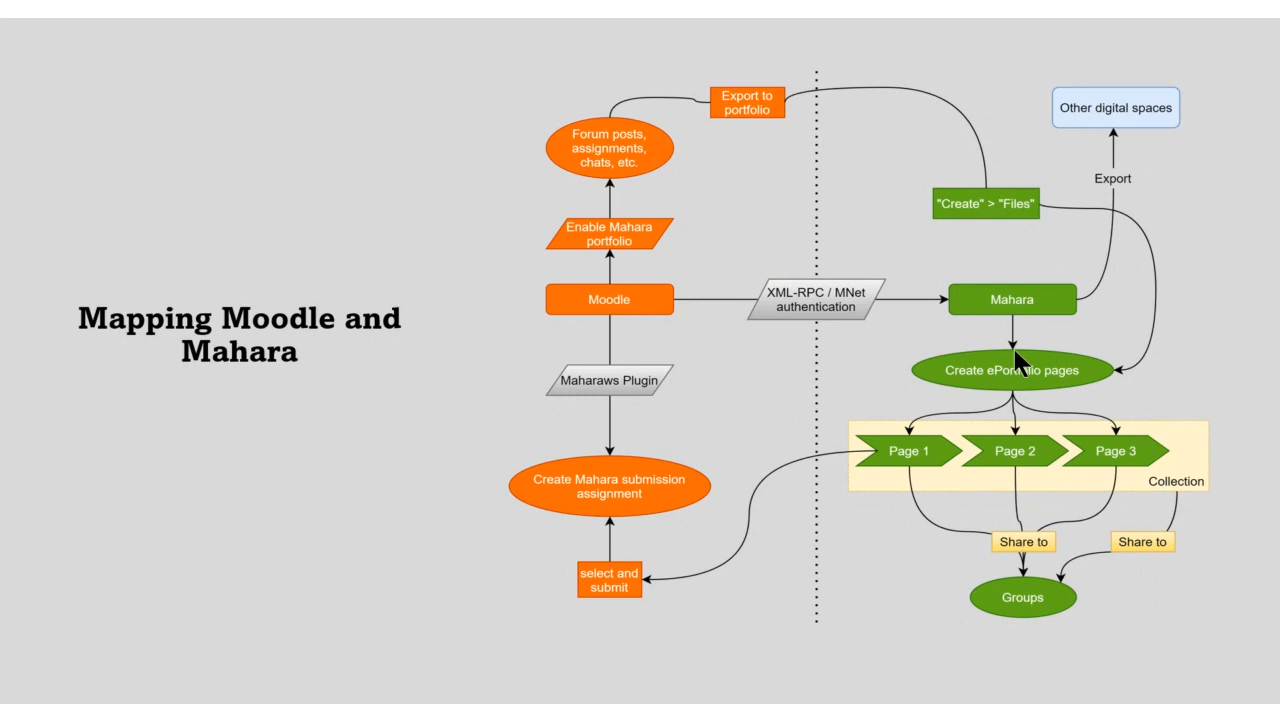 Mapping Moodle and
Mahara
Export to
portfolio
Other digital spaces
Forum posts,
assignments,
chats, etc.
Export
"Create" > "Files"
Enable Mahara
portfolio
Moodle
XML-RPC / MNet
authentication
Mahara
Maharaws Plugin
Create ePortfolio pages
Page 1
Page 2
Page 3
Collection
Create Mahara submission
assignment
Share to
Share to
select and
submit
Groups